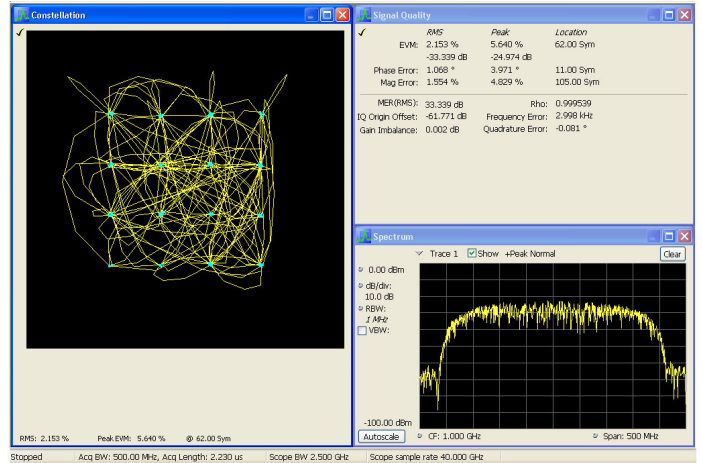 Constellation
RMS: 2.153 % Peak EVM: 5.640 % @ 62.00 Sym
Signal Quality
RMS Peak Location
EVM: 2.153 % 5.640 % 62.00 Sym
-33.339 dB -24.974 dB
Phase Error: 1.068 ° 3.971 ° 11.00 Sym
Mag Error: 1.554 % 4.829 % 105.00 Sym
MER(RMS): 33.339 dB Rho: 0.999539
IQ Origin Offset: -61.771 dB Frequency Error: 2.998 kHz
Gain Imbalance: 0.002 dB Quadrature Error: -0.081 °
Spectrum
Trace 1 Show +Peak Normal Clear
0.00 dBm
dB/div:
10.0 dB
RBW:
1 MHz
VBW:
-100.00 dBm
Autoscale CF: 1.000 GHz Span: 500 MHz
Stopped Acq BW: 500.00 MHz, Acq Length: 2.230 us Scope BW 2.500 GHz Scope sample rate 40.000 GHz